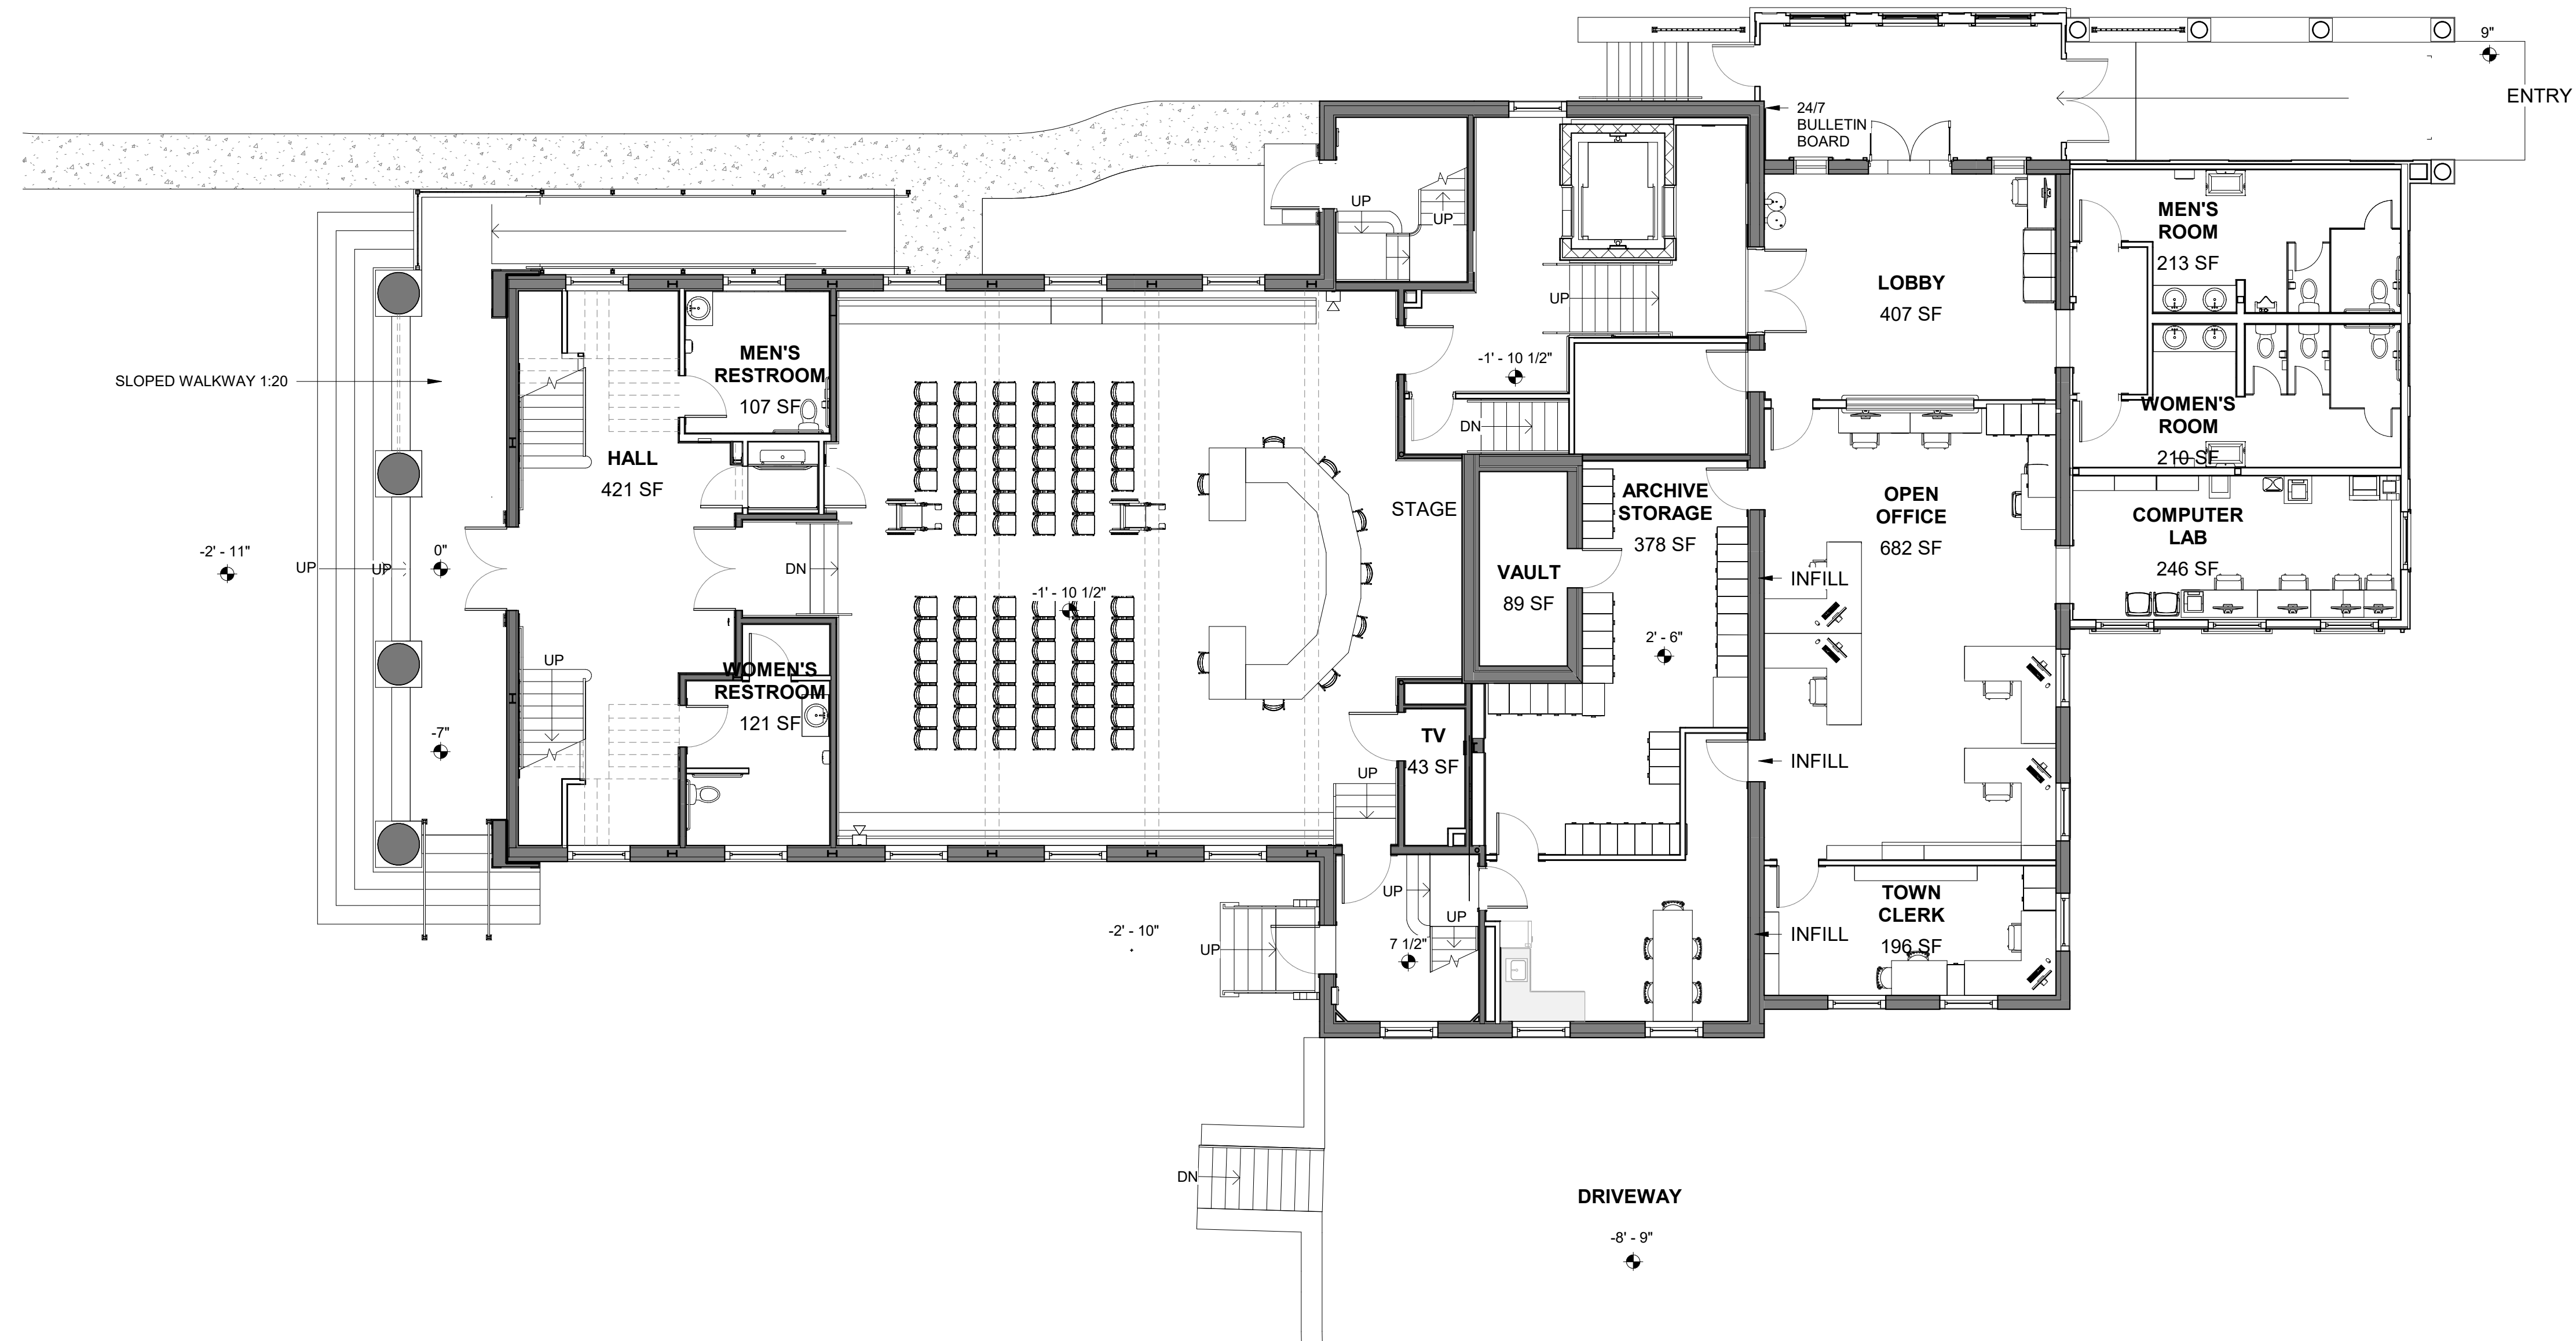 9"
ENTRY
24/7
BULLETIN
BOARD
MEN'S
ROOM
213 SF
UP
UP
LOBBY
407 SF
UP
MEN'S
RESTROOM
107 SF
-1' - 10 1/2"
SLOPED WALKWAY 1:20
WOMEN'S
ROOM
210 SF
DN
HALL
421 SF
STAGE
ARCHIVE
STORAGE
378 SF
OPEN
OFFICE
682 SF
COMPUTER
LAB
246 SF
-2' - 11"
UP
UP
0"
DN
-1' - 10 1/2"
VAULT
89 SF
INFILL
2' - 6"
UP
WOMEN'S
RESTROOM
121 SF
-7"
TV
43 SF
INFILL
UP
UP
UP
TOWN
CLERK
196 SF
INFILL
-2' - 10"
UP
7 1/2"
DN
DRIVEWAY
-8' - 9"